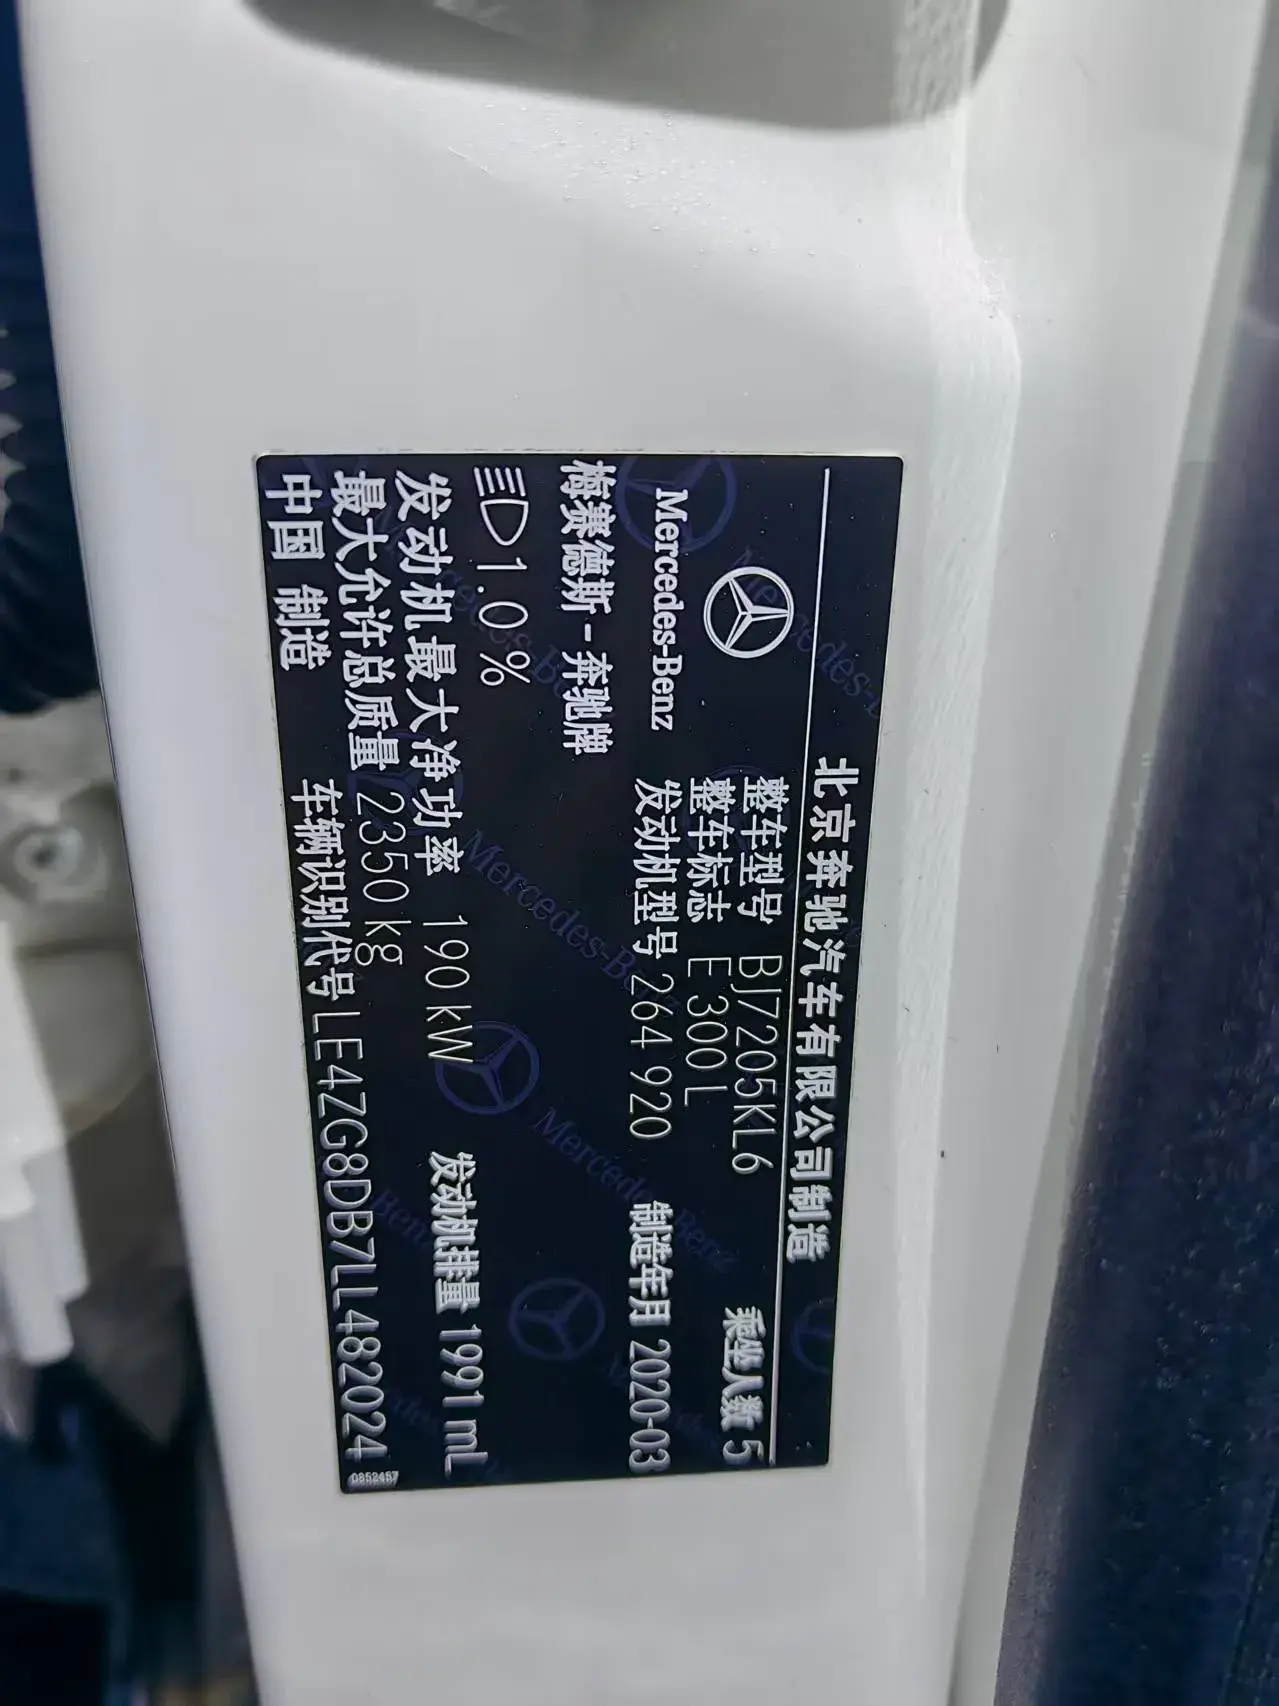 北京奔驰汽车有限公司制造
整车型号 BJ7205KL6 乘坐人数 5
整车标志 E 300 L
Mercedes-Benz 发动机型号 264 920 制造年月 2020-03
梅赛德斯-奔驰牌
1.0 %
发动机最大净功率 190 kW 发动机排量 1991 mL
最大允许总质量 2350 kg
中国 制造 车辆识别代号 LE4ZG8DB7LL482024
0852457